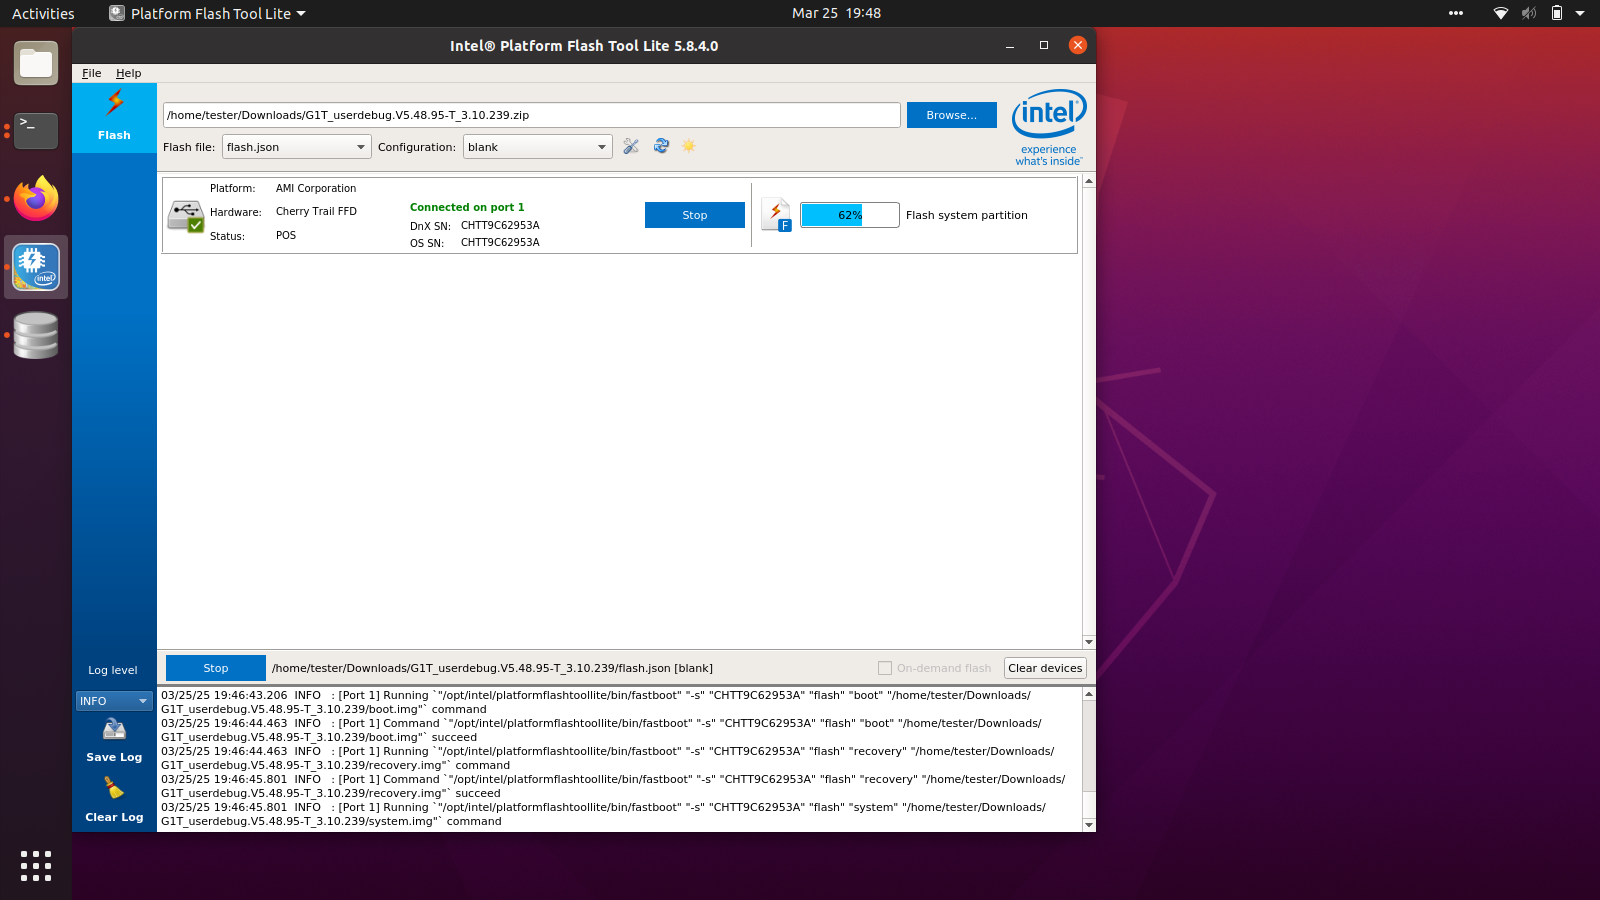 Activities
Platform Flash Tool Lite
Mar 25 19:48
Intel® Platform Flash Tool Lite 5.8.4.0
File Help
Flash
/home/tester/Downloads/G1T_userdebug.V5.48.95-T_3.10.239.zip
Browse...
intel®
experience
what's inside™
Flash file: flash.json
Configuration: blank
Platform: AMI Corporation
Hardware: Cherry Trail FFD
Status: POS
Connected on port 1
DnX SN: CHTT9C62953A
OS SN: CHTT9C62953A
Stop
F
62%
Flash system partition
>_
intel
Log level
INFO
Save Log
Clear Log
Stop
/home/tester/Downloads/G1T_userdebug.V5.48.95-T_3.10.239/flash.json [blank]
On-demand flash
Clear devices
03/25/25 19:46:43.206 INFO : [Port 1] Running `"/opt/intel/platformflashtoollite/bin/fastboot" "-s" "CHTT9C62953A" "flash" "boot" "/home/tester/Downloads/
G1T_userdebug.V5.48.95-T_3.10.239/boot.img"` command
03/25/25 19:46:44.463 INFO : [Port 1] Command `"/opt/intel/platformflashtoollite/bin/fastboot" "-s" "CHTT9C62953A" "flash" "boot" "/home/tester/Downloads/
G1T_userdebug.V5.48.95-T_3.10.239/boot.img"` succeed
03/25/25 19:46:44.463 INFO : [Port 1] Running `"/opt/intel/platformflashtoollite/bin/fastboot" "-s" "CHTT9C62953A" "flash" "recovery" "/home/tester/Downloads/
G1T_userdebug.V5.48.95-T_3.10.239/recovery.img"` command
03/25/25 19:46:45.801 INFO : [Port 1] Command `"/opt/intel/platformflashtoollite/bin/fastboot" "-s" "CHTT9C62953A" "flash" "recovery" "/home/tester/Downloads/
G1T_userdebug.V5.48.95-T_3.10.239/recovery.img"` succeed
03/25/25 19:46:45.801 INFO : [Port 1] Running `"/opt/intel/platformflashtoollite/bin/fastboot" "-s" "CHTT9C62953A" "flash" "system" "/home/tester/Downloads/
G1T_userdebug.V5.48.95-T_3.10.239/system.img"` command